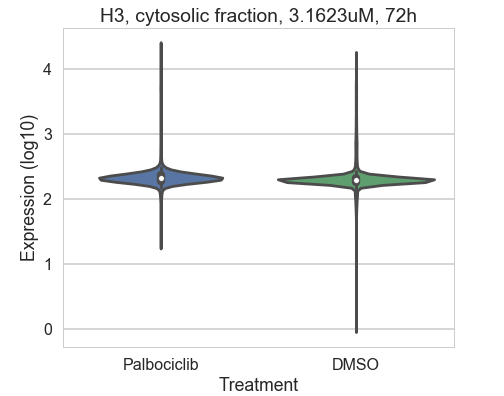 H3, cytosolic fraction, 3.1623uM, 72h
Expression (log10)
4
3
2
1
0
Palbociclib
DMSO
Treatment